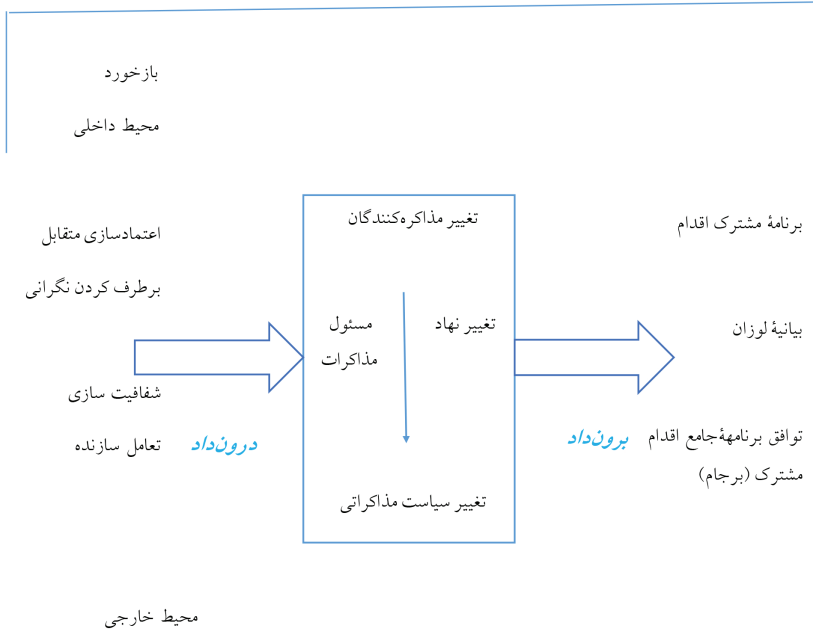 بازخورد
محیط داخلی
اعتمادسازی متقابل
برطرف کردن نگرانی
شفافیت سازی
تعامل سازنده
درون‌داد
محیط خارجی
تغییر مذاکره‌کنندگان
تغییر نهاد
مسئول
مذاکرات
تغییر سیاست مذاکراتی
برنامهٔ مشترک اقدام
بیانیهٔ لوزان
توافق برنامههٔ‌جامع اقدام
مشترک (برجام)
برون‌داد